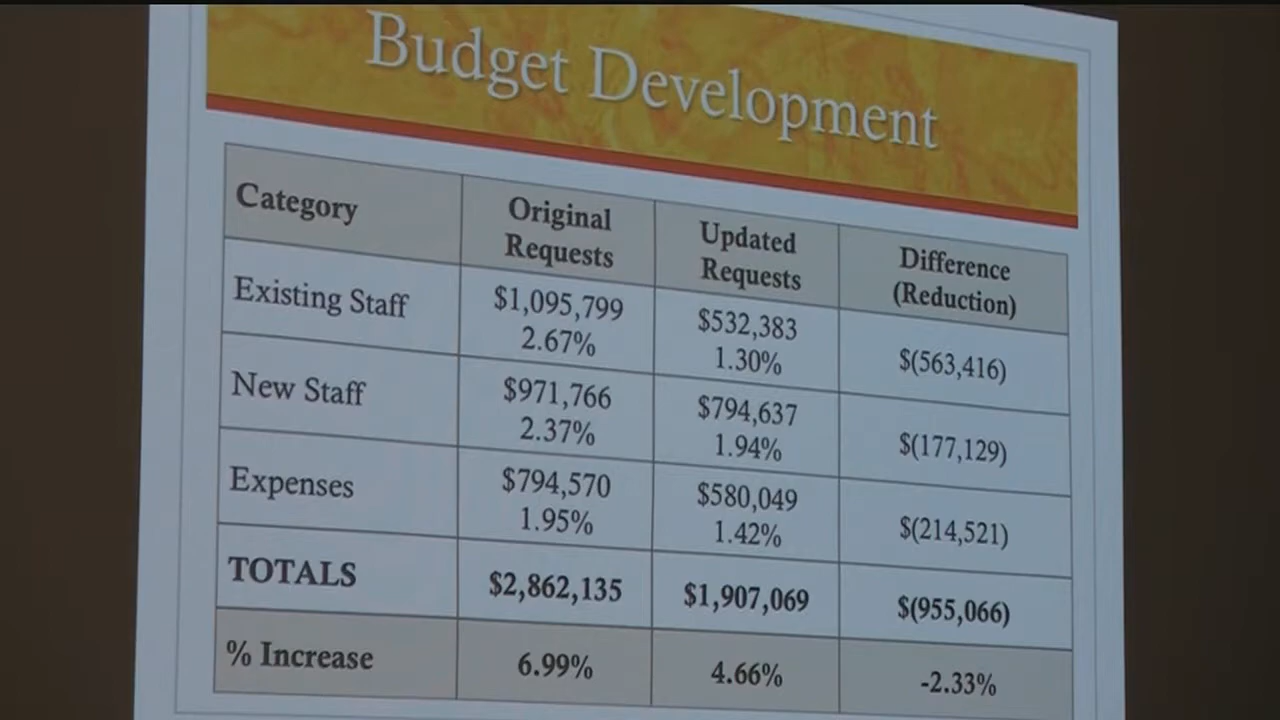 Budget Development
Category
Original
Requests
Updated
Requests
Difference
(Reduction)
Existing Staff
$1,095,799
2.67%
$532,383
1.30%
$(563,416)
New Staff
$971,766
2.37%
$794,637
1.94%
$(177,129)
Expenses
$794,570
1.95%
$580,049
1.42%
$(214,521)
TOTALS
$2,862,135
$1,907,069
$(955,066)
% Increase
6.99%
4.66%
-2.33%